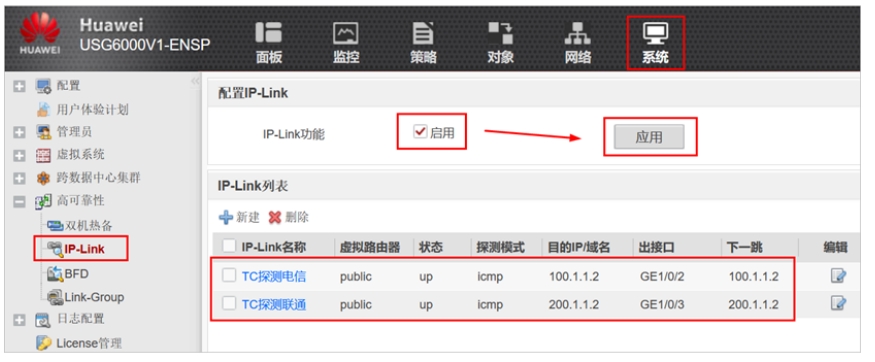 HUAWEI
Huawei
USG6000V1-ENSP
面板
监控
策略
对象
网络
系统
配置
用户体验计划
管理员
虚拟系统
跨数据中心集群
高可靠性
双机热备
IP-Link
BFD
Link-Group
日志配置
License管理
配置IP-Link
IP-Link功能
启用
应用
IP-Link列表
新建 删除
IP-Link名称 虚拟路由器 状态 探测模式 目的IP/域名 出接口 下一跳 编辑
TC探测电信 public up icmp 100.1.1.2 GE1/0/2 100.1.1.2
TC探测联通 public up icmp 200.1.1.2 GE1/0/3 200.1.1.2